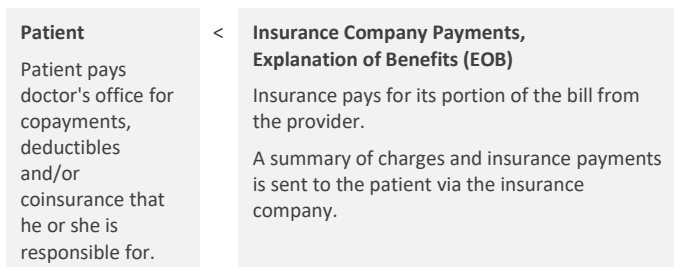 Patient
Patient pays
doctor's office for
copayments,
deductibles
and/or
coinsurance that
he or she is
responsible for.
<
Insurance Company Payments,
Explanation of Benefits (EOB)
Insurance pays for its portion of the bill from
the provider.
A summary of charges and insurance payments
is sent to the patient via the insurance
company.